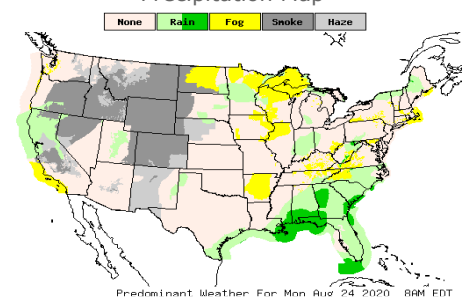 Precipitation Map
None Rain Fog Smoke Haze
Predominant Weather For Mon Aug 24 2020 8AM EDT